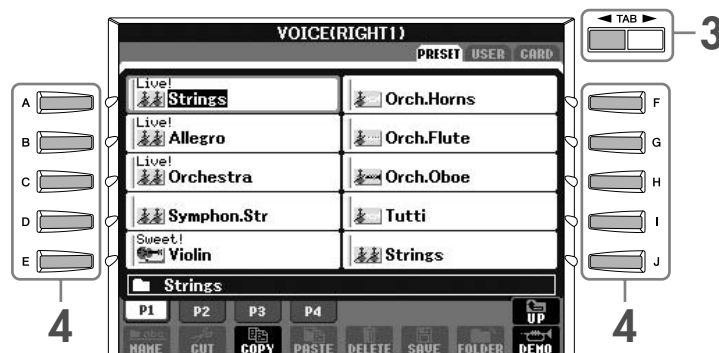 VOICE(RIGHT1)
◄ TAB ►
3
PRESET USER CARD
Live!
Strings
Orch.Horns
A
F
Live!
Allegro
Orch.Flute
B
G
Live!
Orchestra
Orch.Oboe
C
H
Symphon.Str
Tutti
D
I
Sweet!
Violin
Strings
E
J
Strings
4
P1 P2 P3 P4 UP
4
NAME CUT COPY PASTE DELETE SAVE FOLDER DEMO